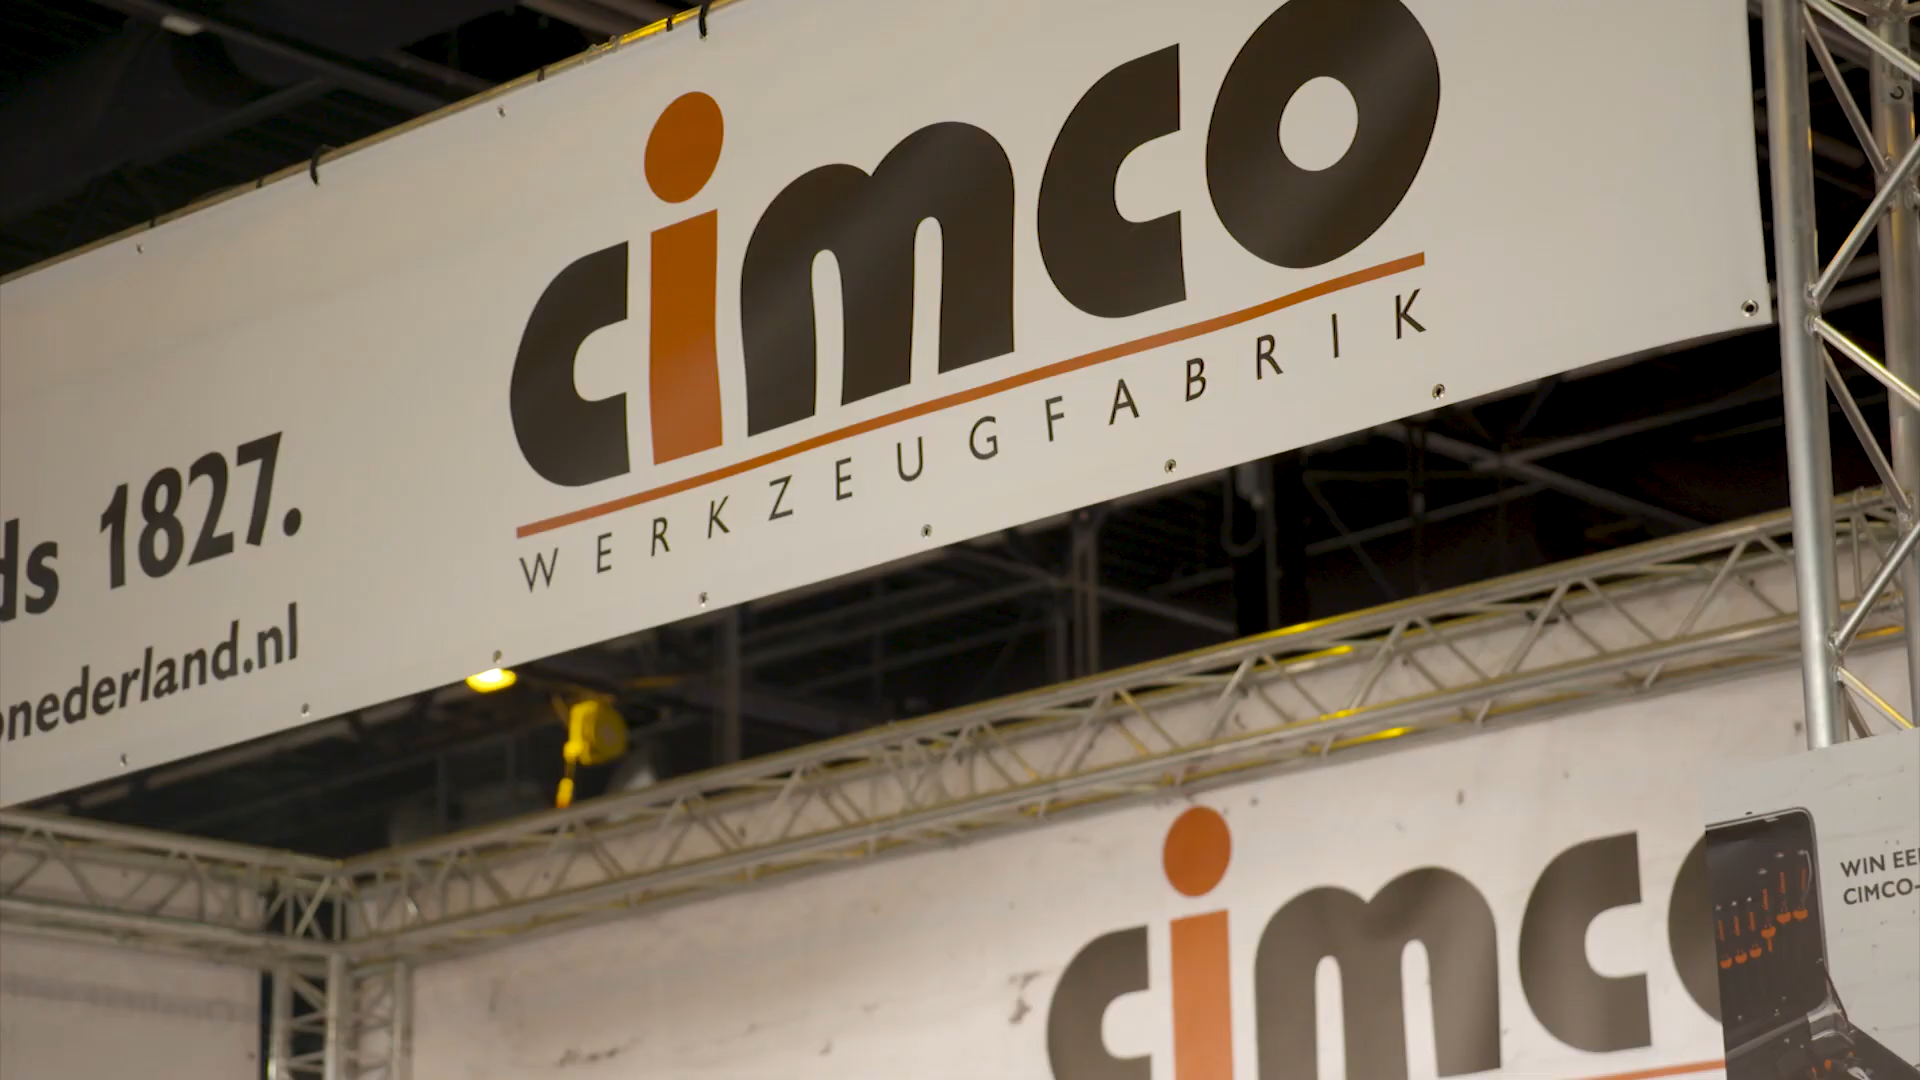 cimco
WERKZEUGFABRIK
ds 1827.
onederland.nl
cimco
WIN EE
CIMCO-